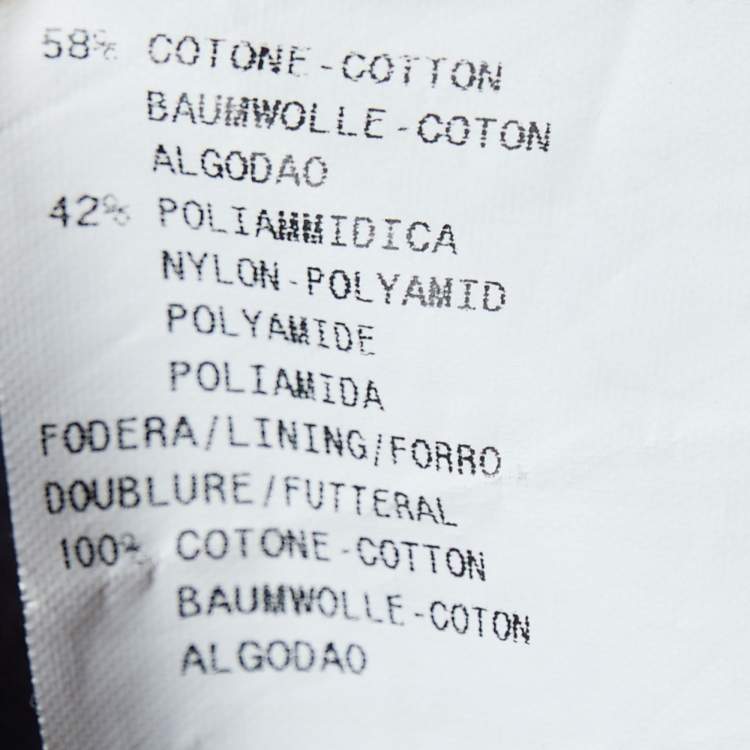 58% COTONE-COTTON
BAUMWOLLE-COTON
ALGODAO
42% POLIAMMIDICA
NYLON-POLYAMID
POLYAMIDE
POLIAMIDA
FODERA/LINING/FORRO
DOUBLURE/FUTTERAL
100% COTONE-COTTON
BAUMWOLLE-COTON
ALGODAO